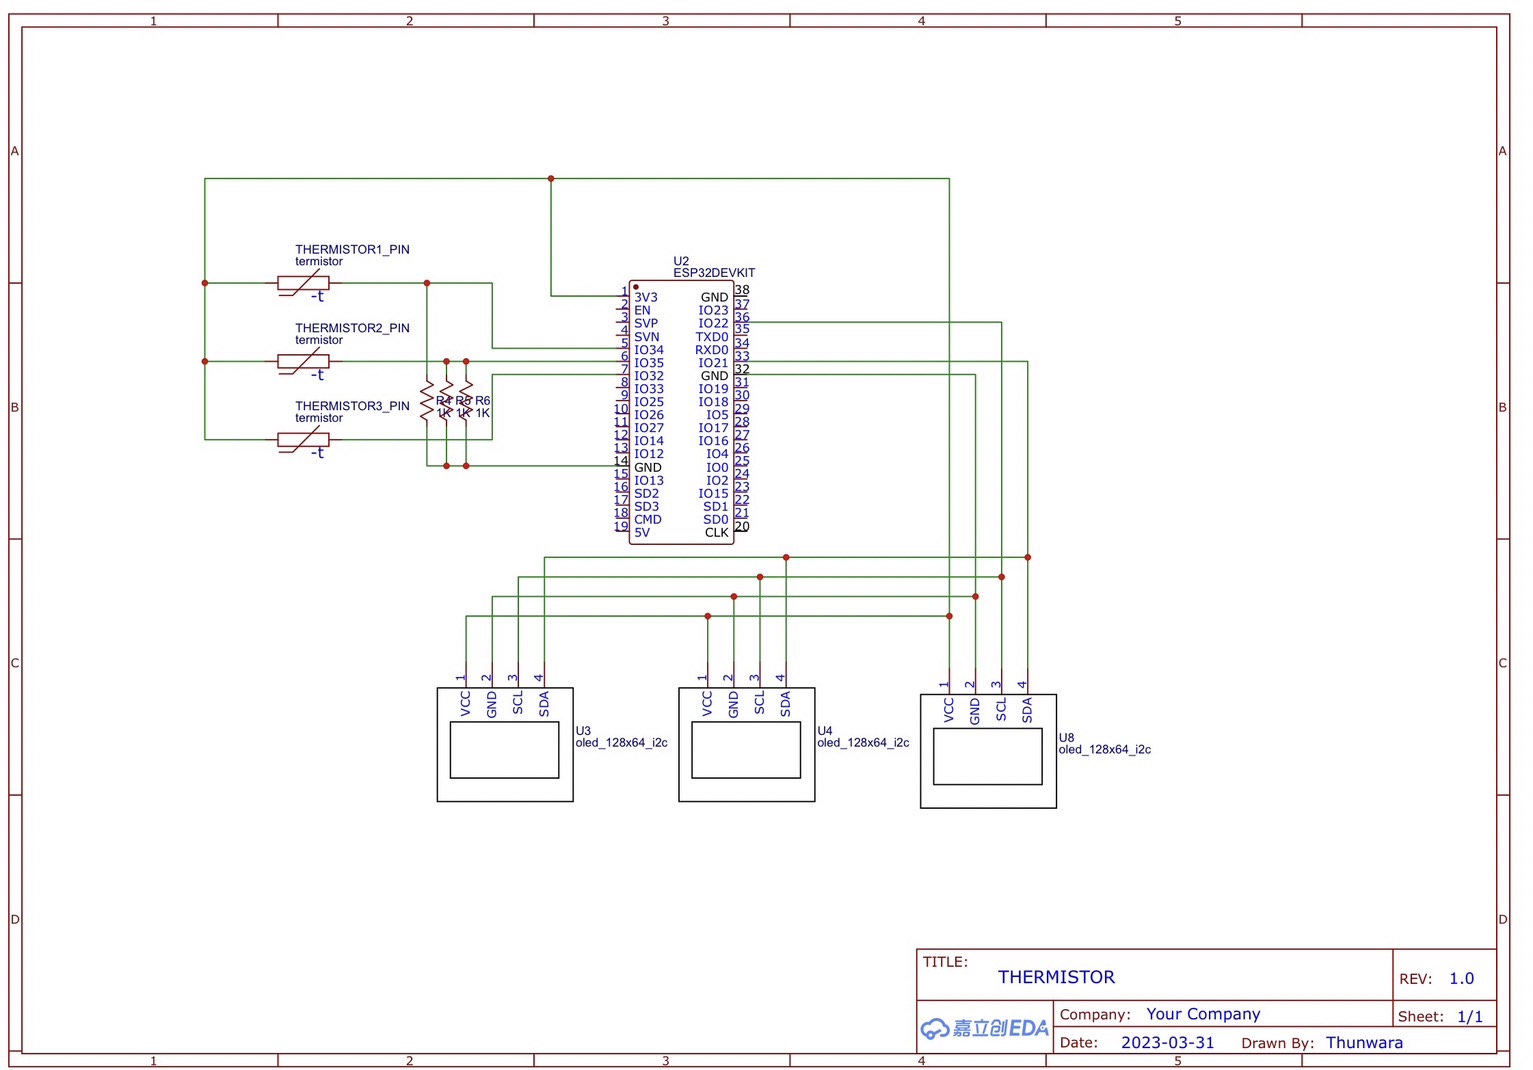 1 2 3 4 5
A A
THERMISTOR1_PIN
termistor
-t
THERMISTOR2_PIN
termistor
-t
THERMISTOR3_PIN
termistor
-t
R4 R5 R6
1K 1K 1K
U2
ESP32DEVKIT
1 3V3 GND 38
2 EN IO23 37
3 SVP IO22 36
4 SVN TXD0 35
5 IO34 RXD0 34
6 IO35 IO21 33
7 IO32 GND 32
8 IO33 IO19 31
9 IO25 IO18 30
10 IO26 IO5 29
11 IO27 IO17 28
12 IO14 IO16 27
13 IO12 IO4 26
14 GND IO0 25
15 IO13 IO2 24
16 SD2 IO15 23
17 SD3 SD1 22
18 CMD SD0 21
19 5V CLK 20
B B
C C
1 2 3 4
VCC GND SCL SDA
U3
oled_128x64_i2c
1 2 3 4
VCC GND SCL SDA
U4
oled_128x64_i2c
1 2 3 4
VCC GND SCL SDA
U8
oled_128x64_i2c
D D
TITLE:
THERMISTOR
REV: 1.0
嘉立创EDA
Company: Your Company
Sheet: 1/1
Date: 2023-03-31 Drawn By: Thunwara
1 2 3 4 5